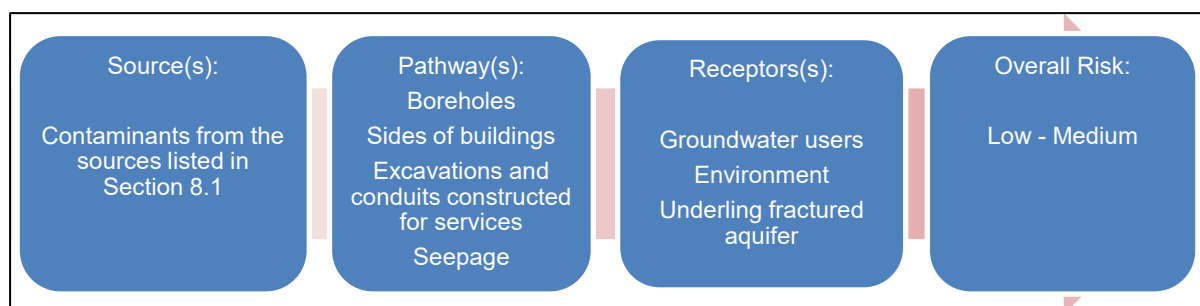 Source(s):
Contaminants from the
sources listed in
Section 8.1
Pathway(s):
Boreholes
Sides of buildings
Excavations and
conduits constructed
for services
Seepage
Receptors(s):
Groundwater users
Environment
Underling fractured
aquifer
Overall Risk:
Low - Medium